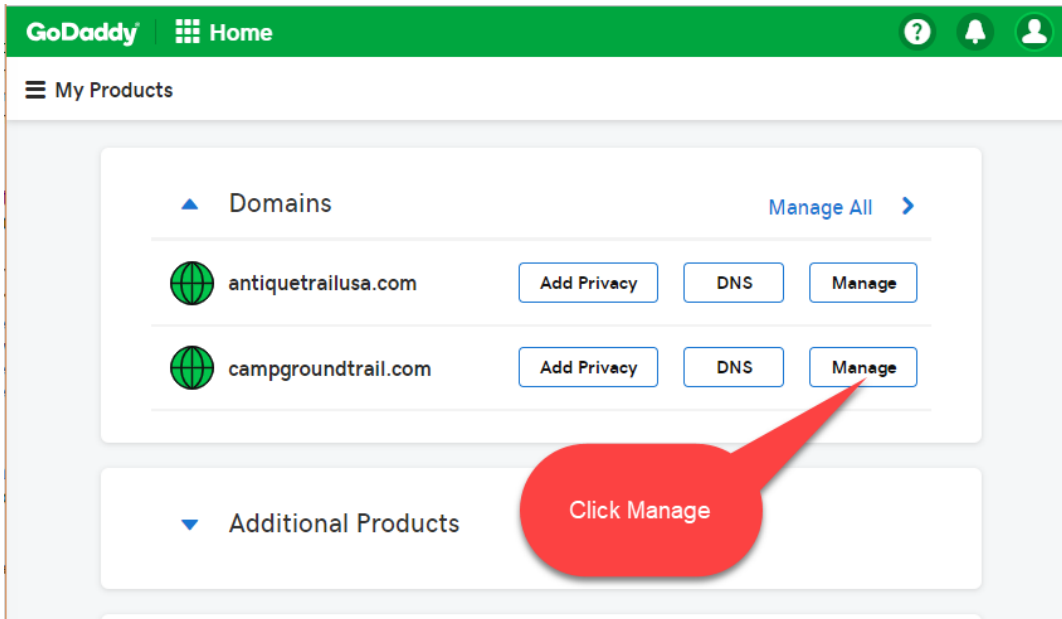 GoDaddy Home
My Products
Domains Manage All
antiquetrailusa.com Add Privacy DNS Manage
campgroundtrail.com Add Privacy DNS Manage
Click Manage
Additional Products